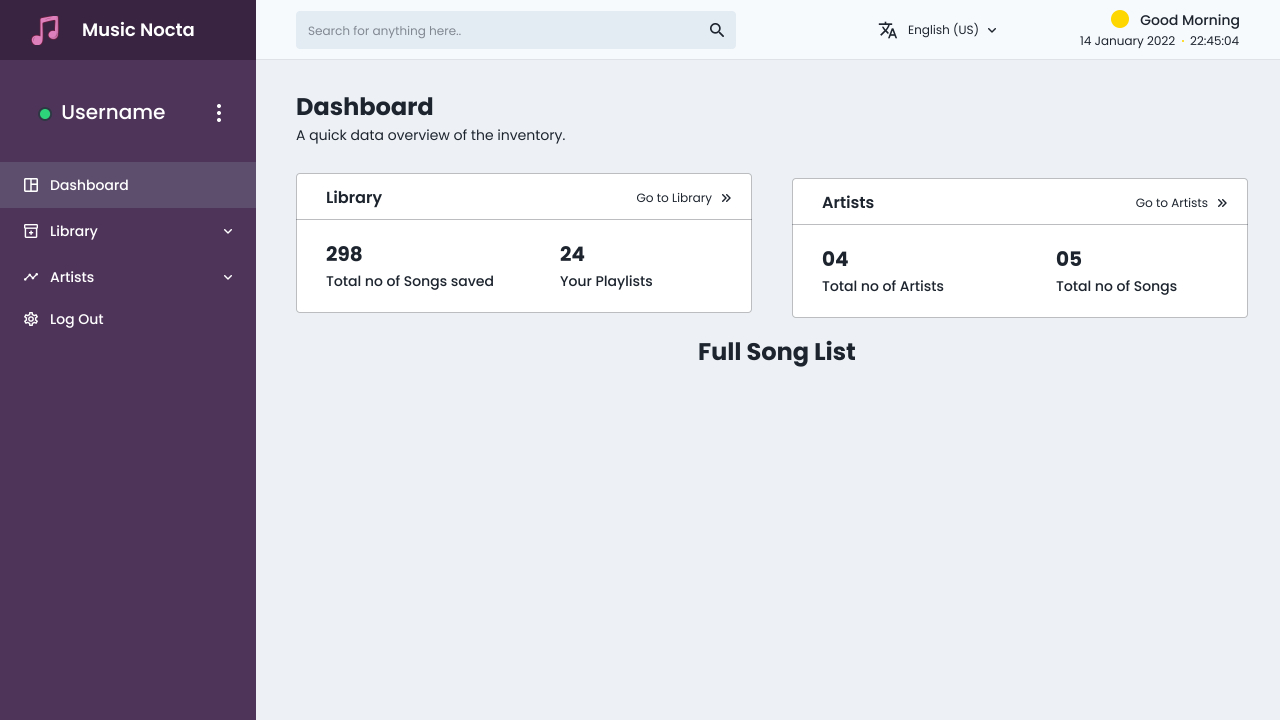 Music Nocta
Search for anything here..
English (US)
Good Morning
14 January 2022 · 22:45:04
Username
Dashboard
Library
Artists
Log Out
Dashboard
A quick data overview of the inventory.
Library
Go to Library
298
24
Total no of Songs saved
Your Playlists
Artists
Go to Artists
04
05
Total no of Artists
Total no of Songs
Full Song List